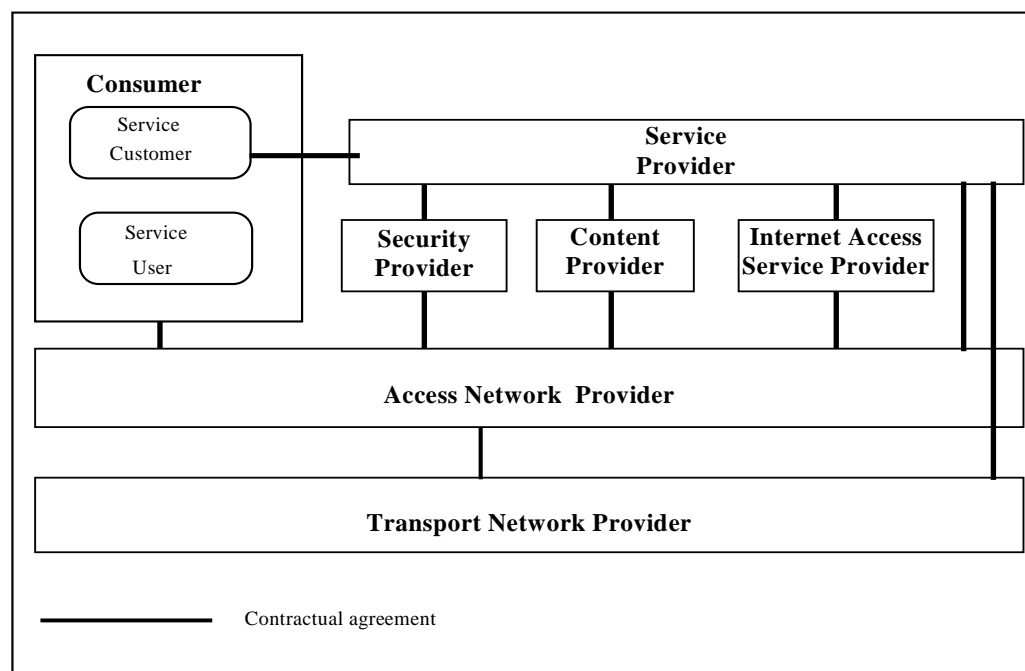 Consumer
Service
Customer
Service
User
Service
Provider
Security
Provider
Content
Provider
Internet Access
Service Provider
Access Network Provider
Transport Network Provider
Contractual agreement